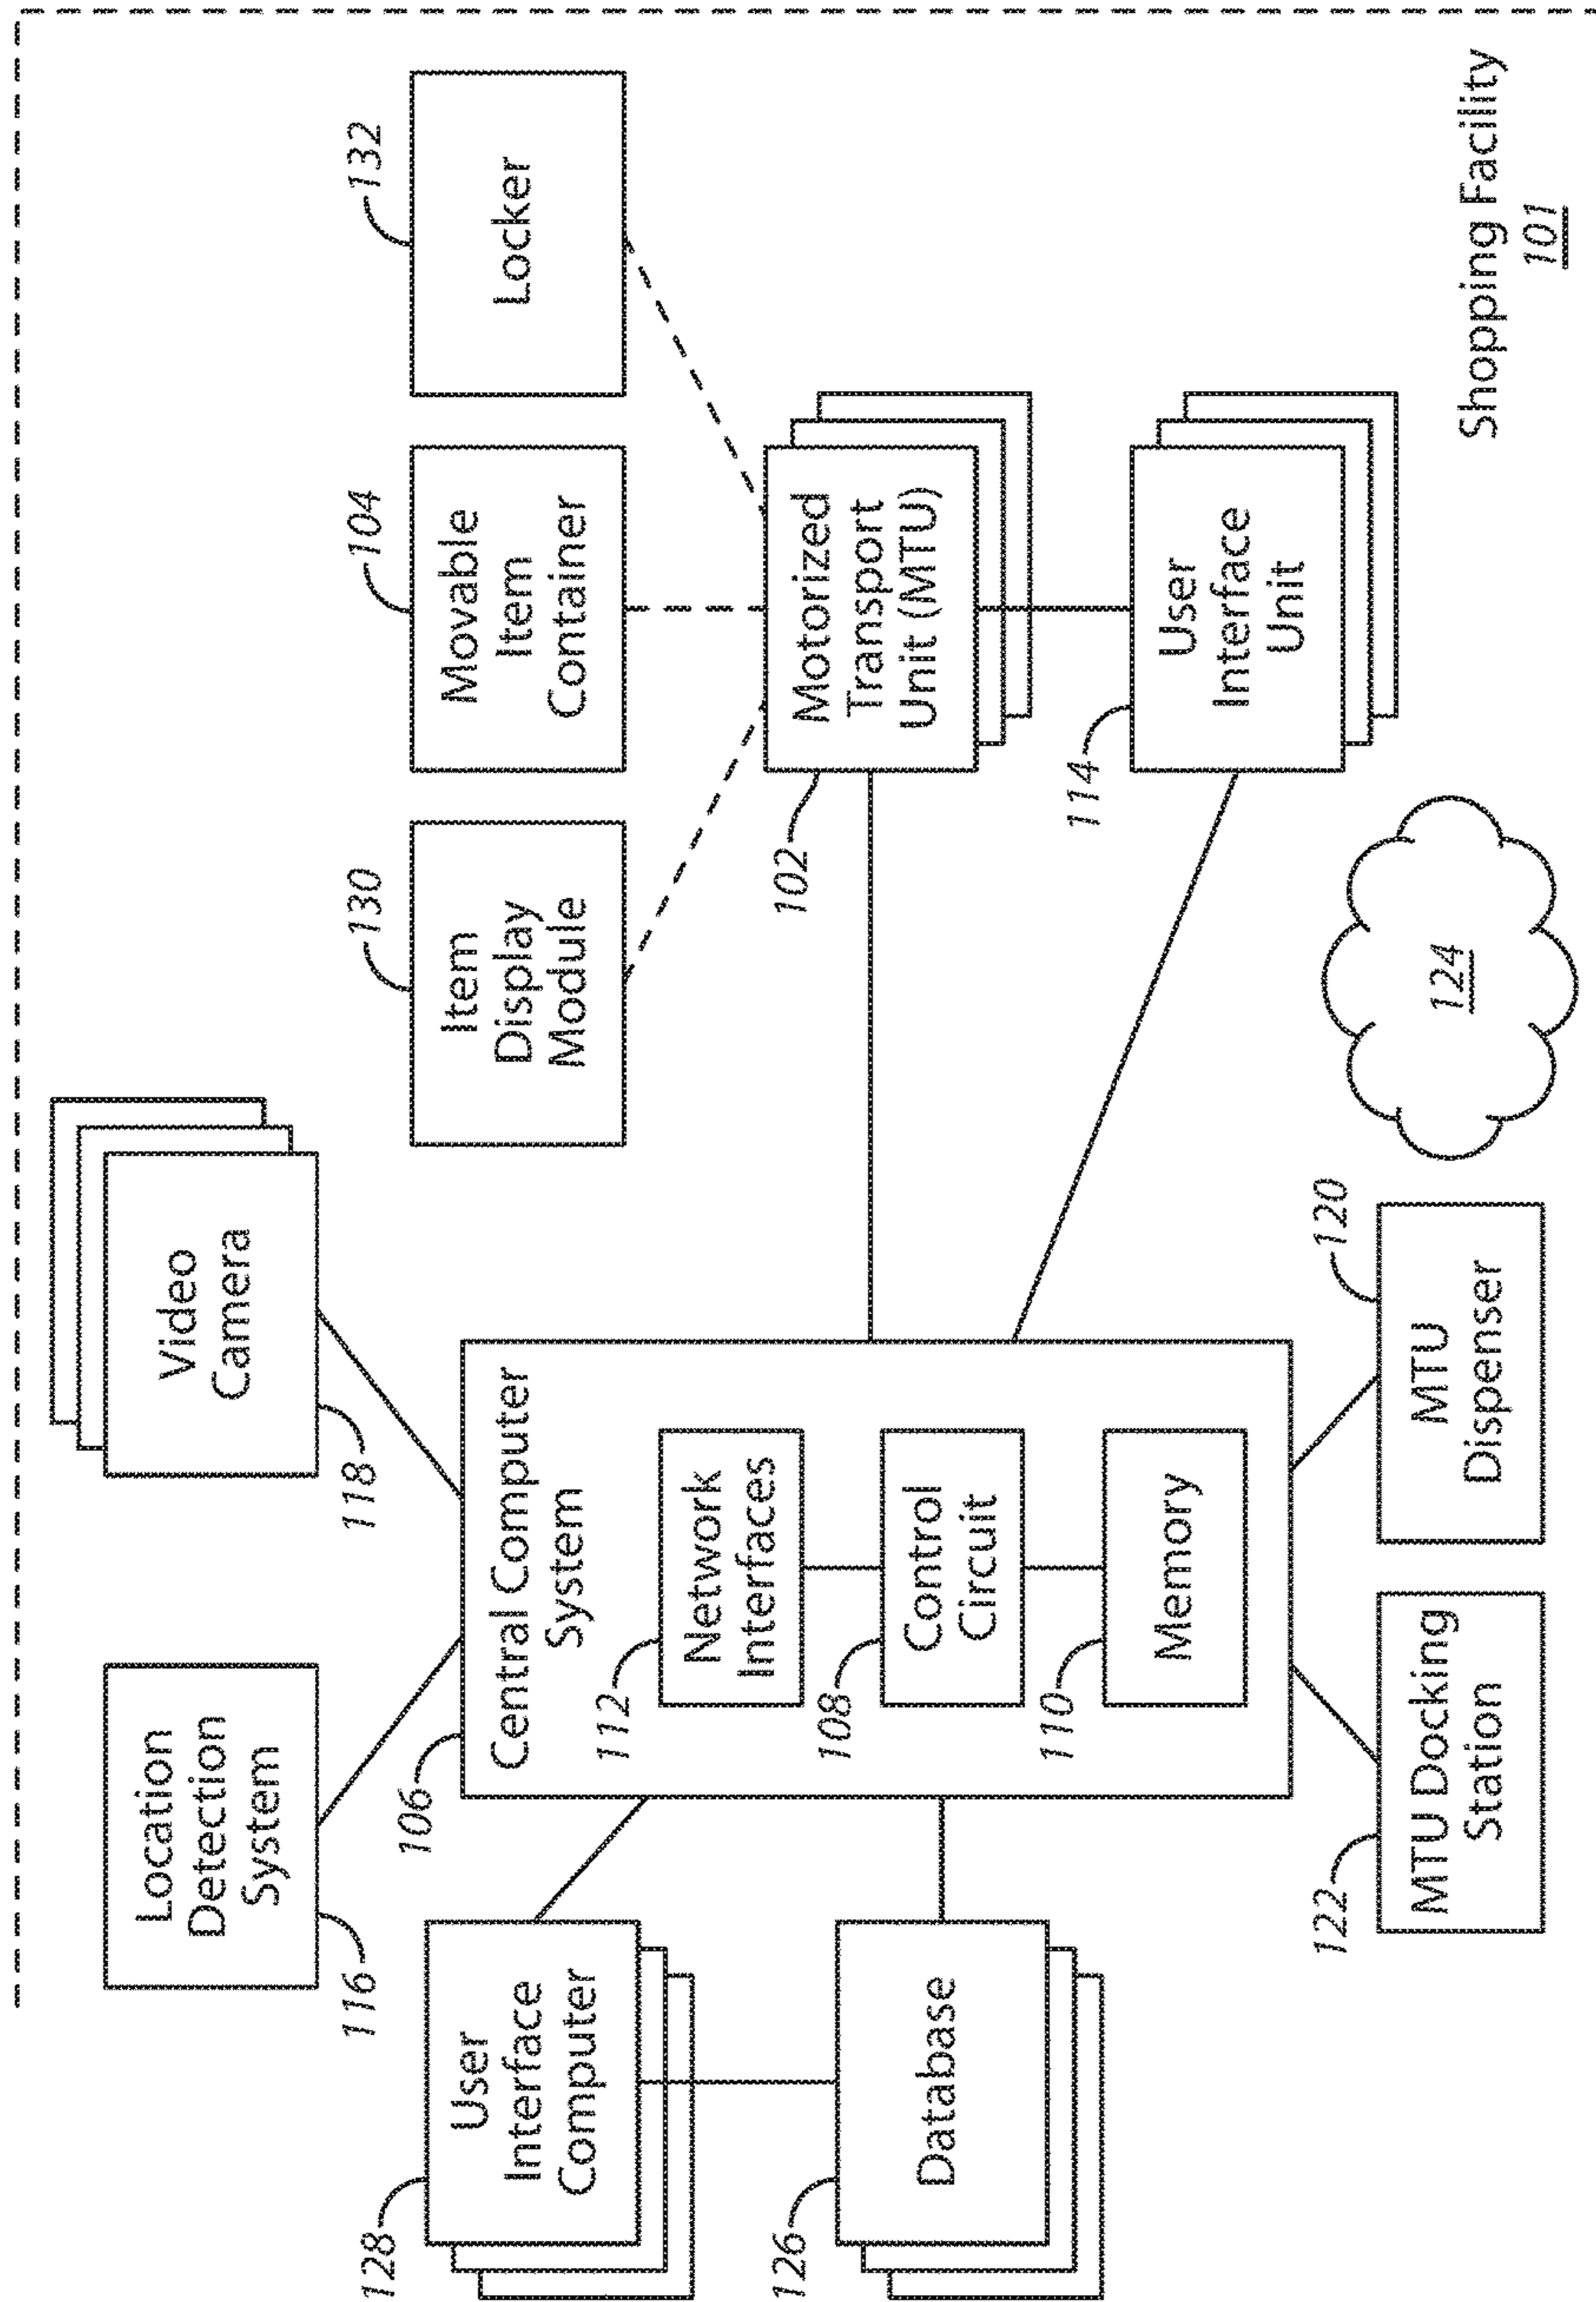 Location
Detection
System
116
Video
Camera
118
130
Item
Display
Module
104
Movable
Item
Container
132
Locker
128
User
Interface
Computer
106
Central Computer
System
112
Network
Interfaces
108
Control
Circuit
110
Memory
126
Database
102
Motorized
Transport
Unit (MTU)
114
User
Interface
Unit
122
MTU Docking
Station
120
MTU
Dispenser
124
Shopping Facility
101